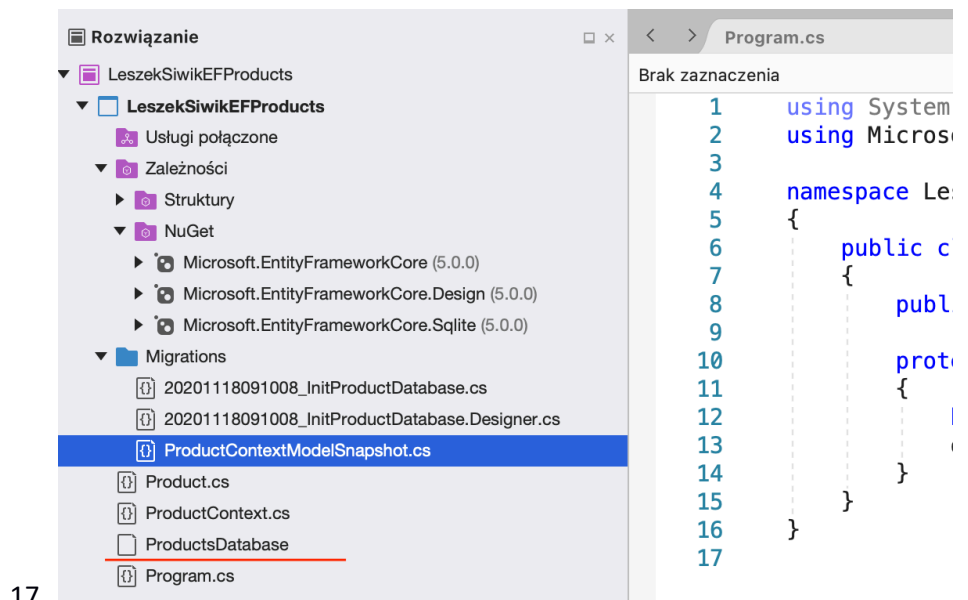 Rozwiązanie
LeszekSiwikEFProducts
LeszekSiwikEFProducts
Usługi połączone
Zależności
Struktury
NuGet
Microsoft.EntityFrameworkCore (5.0.0)
Microsoft.EntityFrameworkCore.Design (5.0.0)
Microsoft.EntityFrameworkCore.Sqlite (5.0.0)
Migrations
20201118091008_InitProductDatabase.cs
20201118091008_InitProductDatabase.Designer.cs
ProductContextModelSnapshot.cs
Product.cs
ProductContext.cs
ProductsDatabase
Program.cs
17
Program.cs
Brak zaznaczenia
1 using System
2 using Microso
3
4 namespace Les
5 {
6 public c
7 {
8 publ
9
10 prote
11 {
12
13
14 }
15 }
16 }
17